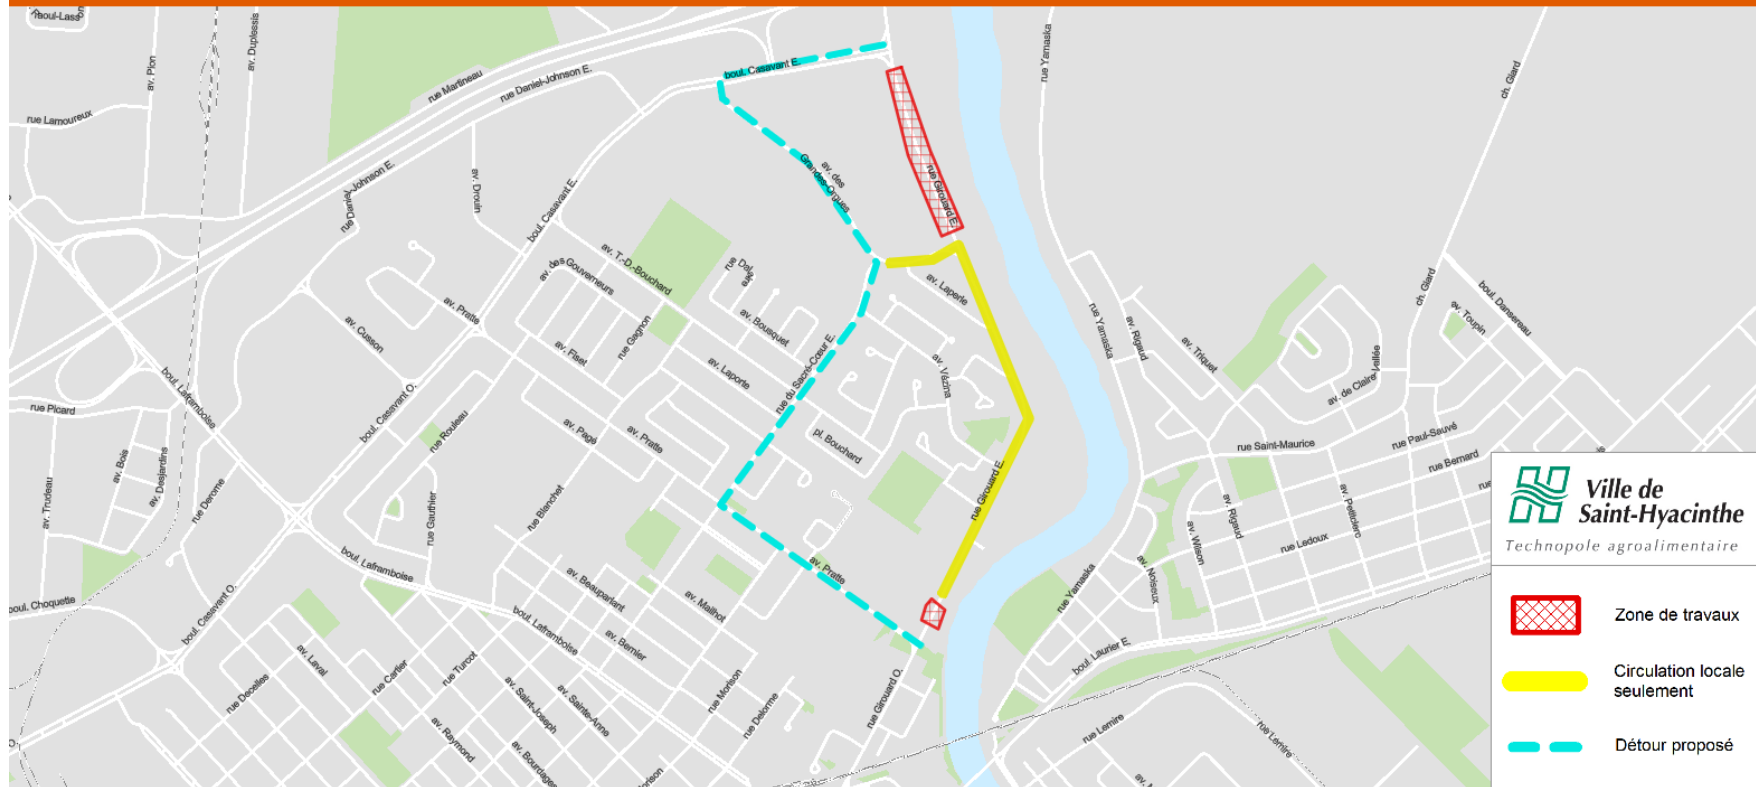 av. Pion
av. Duplessis
rue Martineau
rue Lamoureux
rue Daniel-Johnson E.
boul. Casavant E.
rue Yamaska
ch. Giard
rue Daniel-Johnson E.
av. Drouin
boul. Casavant E.
av. des
Grandes-Orgues
rue Girouard E.
av. T.-D.-Bouchard
av. des Gouverneurs
rue Dallaire
av. Laperle
ch. Giard
boul. Dansereau
av. Toupin
av. Pratte
av. Cusson
rue Gagnon
av. Bousquet
av. Fiset
av. Laporte
rue du Sacré-Cœur E.
av. Vézina
rue Yamaska
av. Rigaud
av. Triquet
av. de Claire-Vallée
boul. Laframboise
rue Picard
boul. Casavant O.
rue Rouleau
av. Pagé
av. Pratte
pl. Bouchard
rue Saint-Maurice
rue Paul-Sauvé
rue Bernard
av. Bois
av. Desjardins
av. Trudeau
rue Derome
rue Gauthier
rue Blanchet
rue Girouard E.
av. Rigaud
av. Petitclerc
av. Wilson
rue Ledoux
boul. Laframboise
av. Pratte
av. Noiseux
rue Yamaska
boul. Choquette
boul. Casavant O.
av. Beauparlant
av. Mailhot
boul. Laframboise
av. Bernier
boul. Laurier E.
av. Laval
rue Cartier
rue Turcot
rue Decelles
av. Saint-Joseph
av. Sainte-Anne
rue Morison
rue Delorme
rue Girouard O.
av. Raymond
av. Bourdages
rue Lemire
rue Lemire
Ville de
Saint-Hyacinthe
Technopole agroalimentaire
Zone de travaux
Circulation locale
seulement
Détour proposé